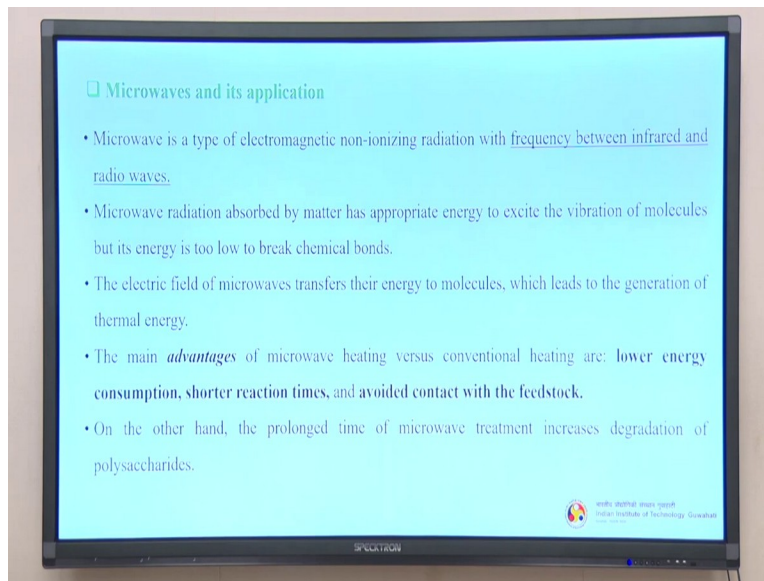 Microwaves and its application
• Microwave is a type of electromagnetic non-ionizing radiation with frequency between infrared and
radio waves.
• Microwave radiation absorbed by matter has appropriate energy to excite the vibration of molecules
but its energy is too low to break chemical bonds.
• The electric field of microwaves transfers their energy to molecules, which leads to the generation of
thermal energy.
• The main advantages of microwave heating versus conventional heating are: lower energy
consumption, shorter reaction times, and avoided contact with the feedstock.
• On the other hand, the prolonged time of microwave treatment increases degradation of
polysaccharides.
भारतीय प्रौद्योगिकी संस्थान गुवाहाटी
Indian Institute of Technology Guwahati
SPECKTRON